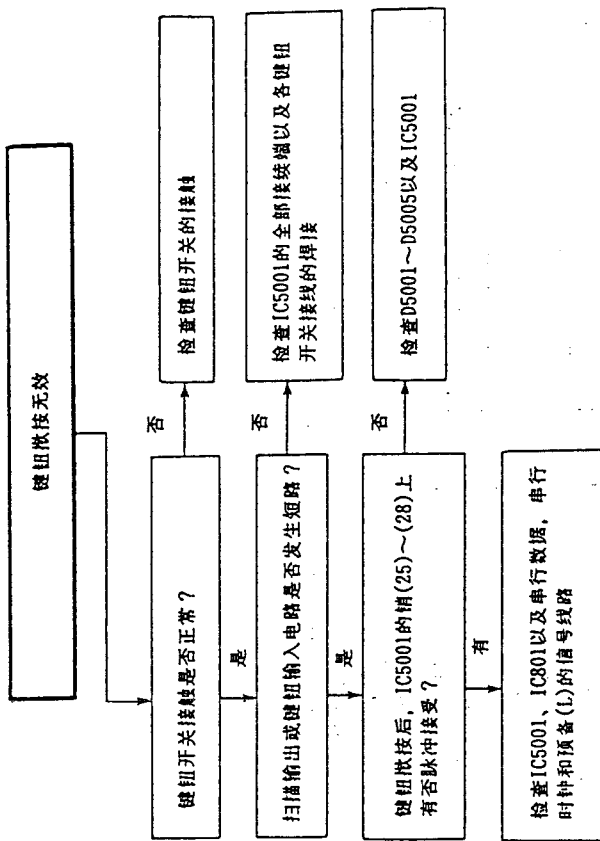 键钮揿按无效
键钮开关接触是否正常？
否
检查键钮开关的接触
是
扫描输出或键钮输入电路是否发生短路？
否
检查IC5001的全部接续端以及各键钮
开关接线的焊接
是
键钮揿按后，IC5001的销(25)～(28)上
有否脉冲接受？
否
检查D5001～D5005以及IC5001
有
检查IC5001、IC801以及串行数据，串行
时钟和预备(L)的信号线路